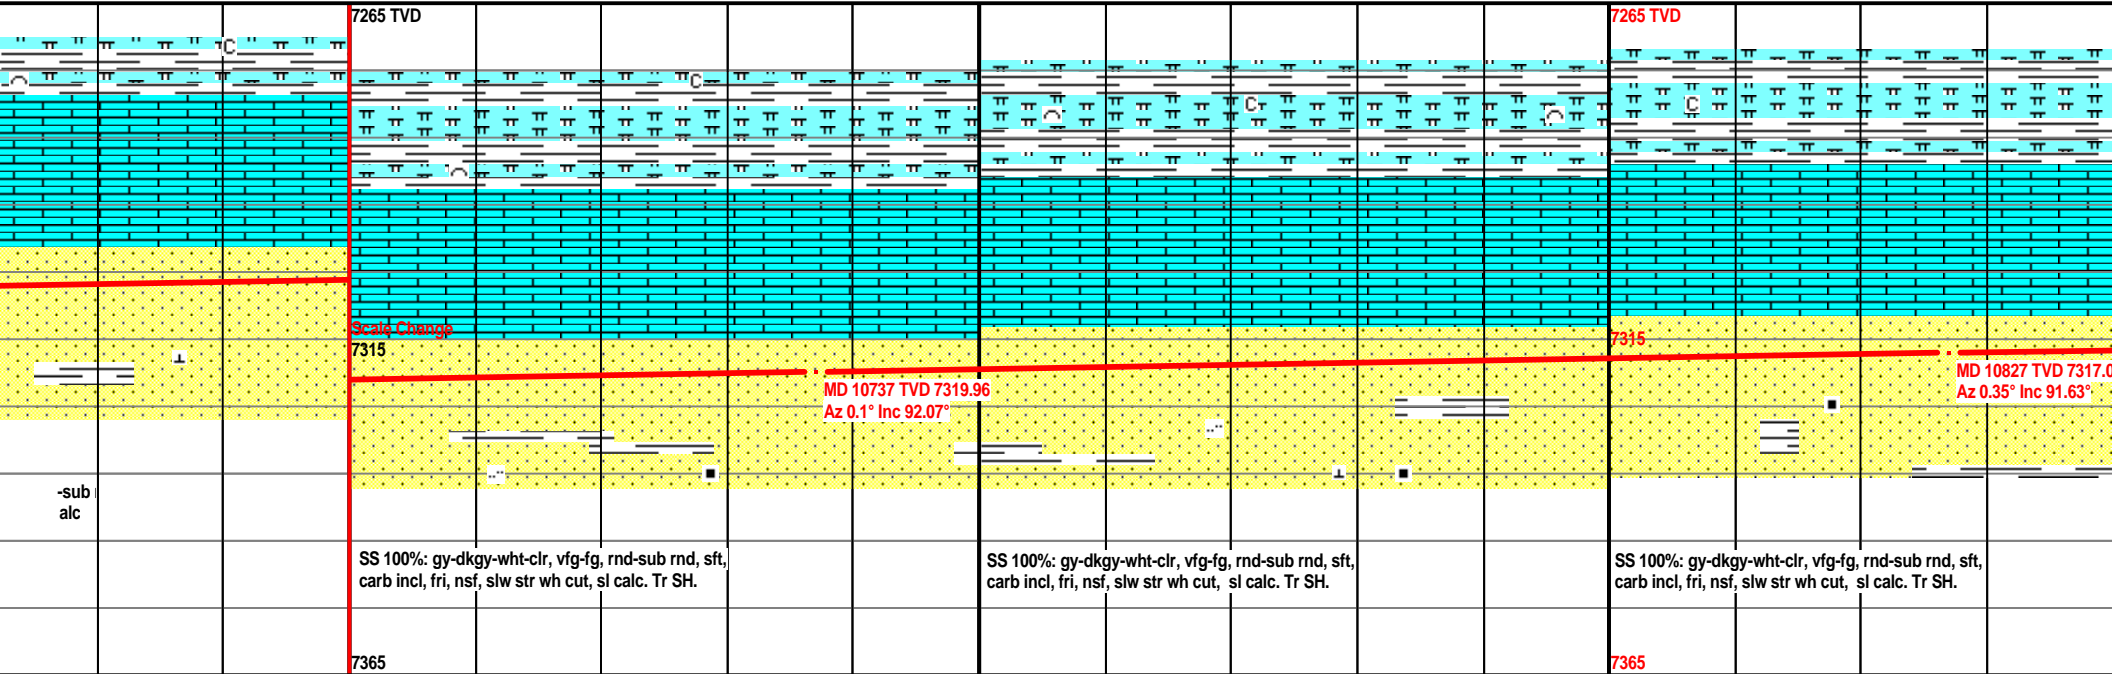 7265 TVD
7265 TVD
C
C
C
C
Scale Change
7315
7315
MD 10737 TVD 7319.96
Az 0.1° Inc 92.07°
MD 10827 TVD 7317.0
Az 0.35° Inc 91.63°
-sub
alc
SS 100%: gy-dkgy-wht-clr, vfg-fg, rnd-sub rnd, sft,
carb incl, fri, nsf, slw str wh cut, sl calc. Tr SH.
SS 100%: gy-dkgy-wht-clr, vfg-fg, rnd-sub rnd, sft,
carb incl, fri, nsf, slw str wh cut,  sl calc. Tr SH.
SS 100%: gy-dkgy-wht-clr, vfg-fg, rnd-sub rnd, sft,
carb incl, fri, nsf, slw str wh cut,  sl calc. Tr SH.
7365
7365